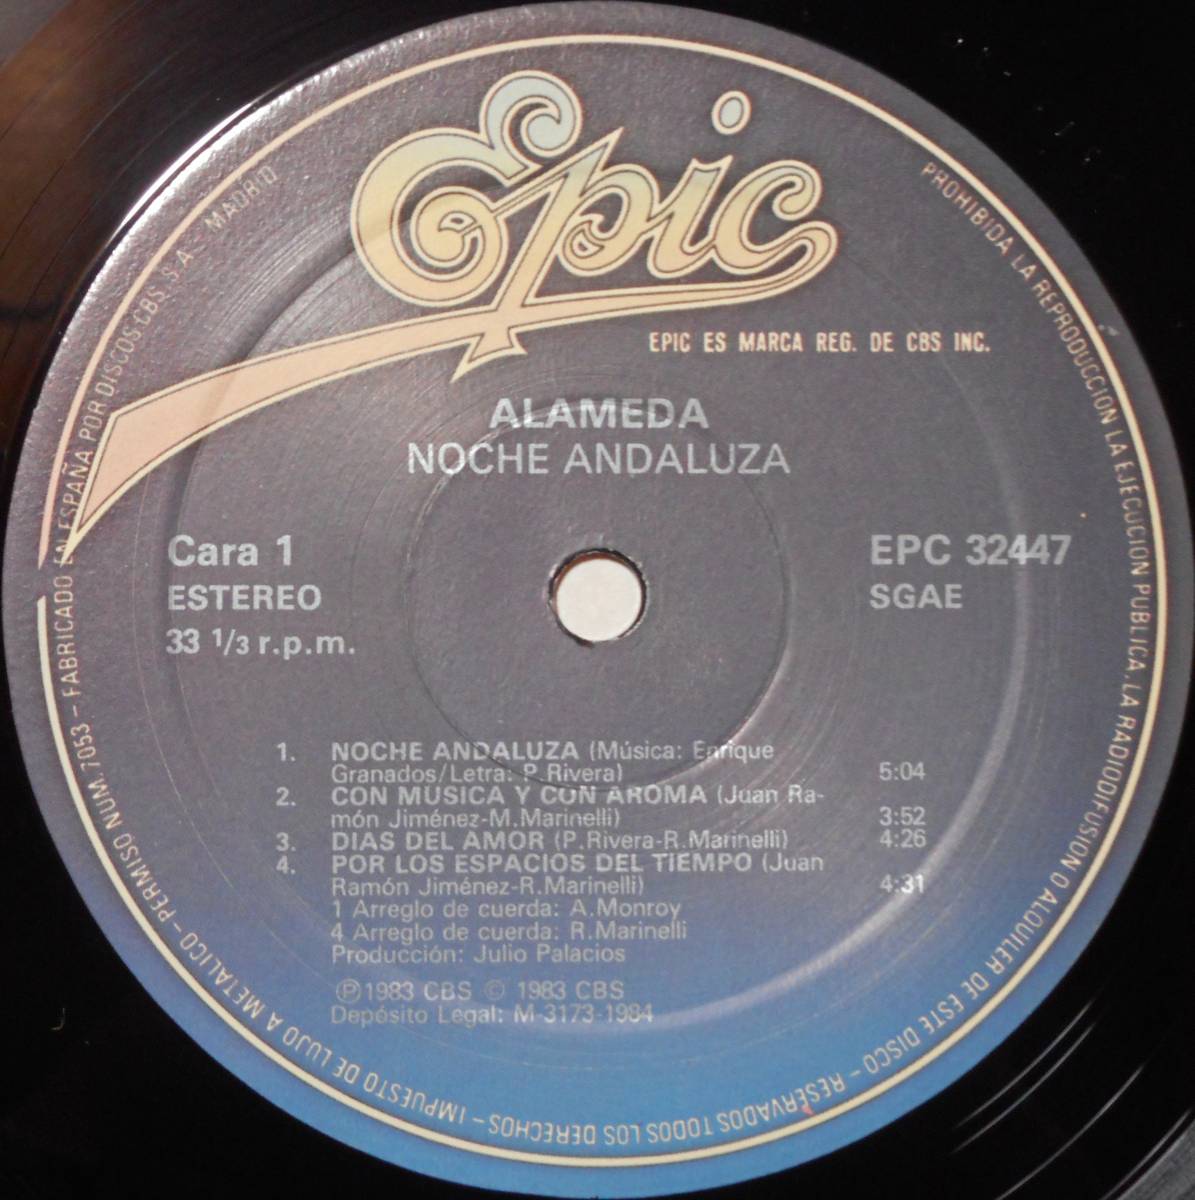 Epic
EPIC ES MARCA REG. DE CBS INC.
ALAMEDA
NOCHE ANDALUZA
Cara 1
ESTEREO
33 1/3 r.p.m.
EPC 32447
SGAE
1. NOCHE ANDALUZA (Música: Enrique
Granados/Letra: P. Rivera) 5:04
2. CON MUSICA Y CON AROMA (Juan Ra-
món Jiménez-M. Marinelli) 3:52
3. DIAS DEL AMOR (P. Rivera-R. Marinelli) 4:26
4. POR LOS ESPACIOS DEL TIEMPO (Juan
Ramón Jiménez-R. Marinelli) 4:31
1 Arreglo de cuerda: A. Monroy
4 Arreglo de cuerda: R. Marinelli
Producción: Julio Palacios
Ⓟ 1983 CBS © 1983 CBS
Depósito Legal: M-3173-1984
PROHIBIDA LA REPRODUCCION LA EJECUCION PUBLICA, LA RADIODIFUSION O ALQUILER DE ESTE DISCO - RESERVADOS TODOS LOS DERECHOS - IMPUESTO DE LUJO A METALICO - PERMISO NUM. 7053 - FABRICADO EN ESPAÑA POR DISCOS CBS, S.A. - MADRID